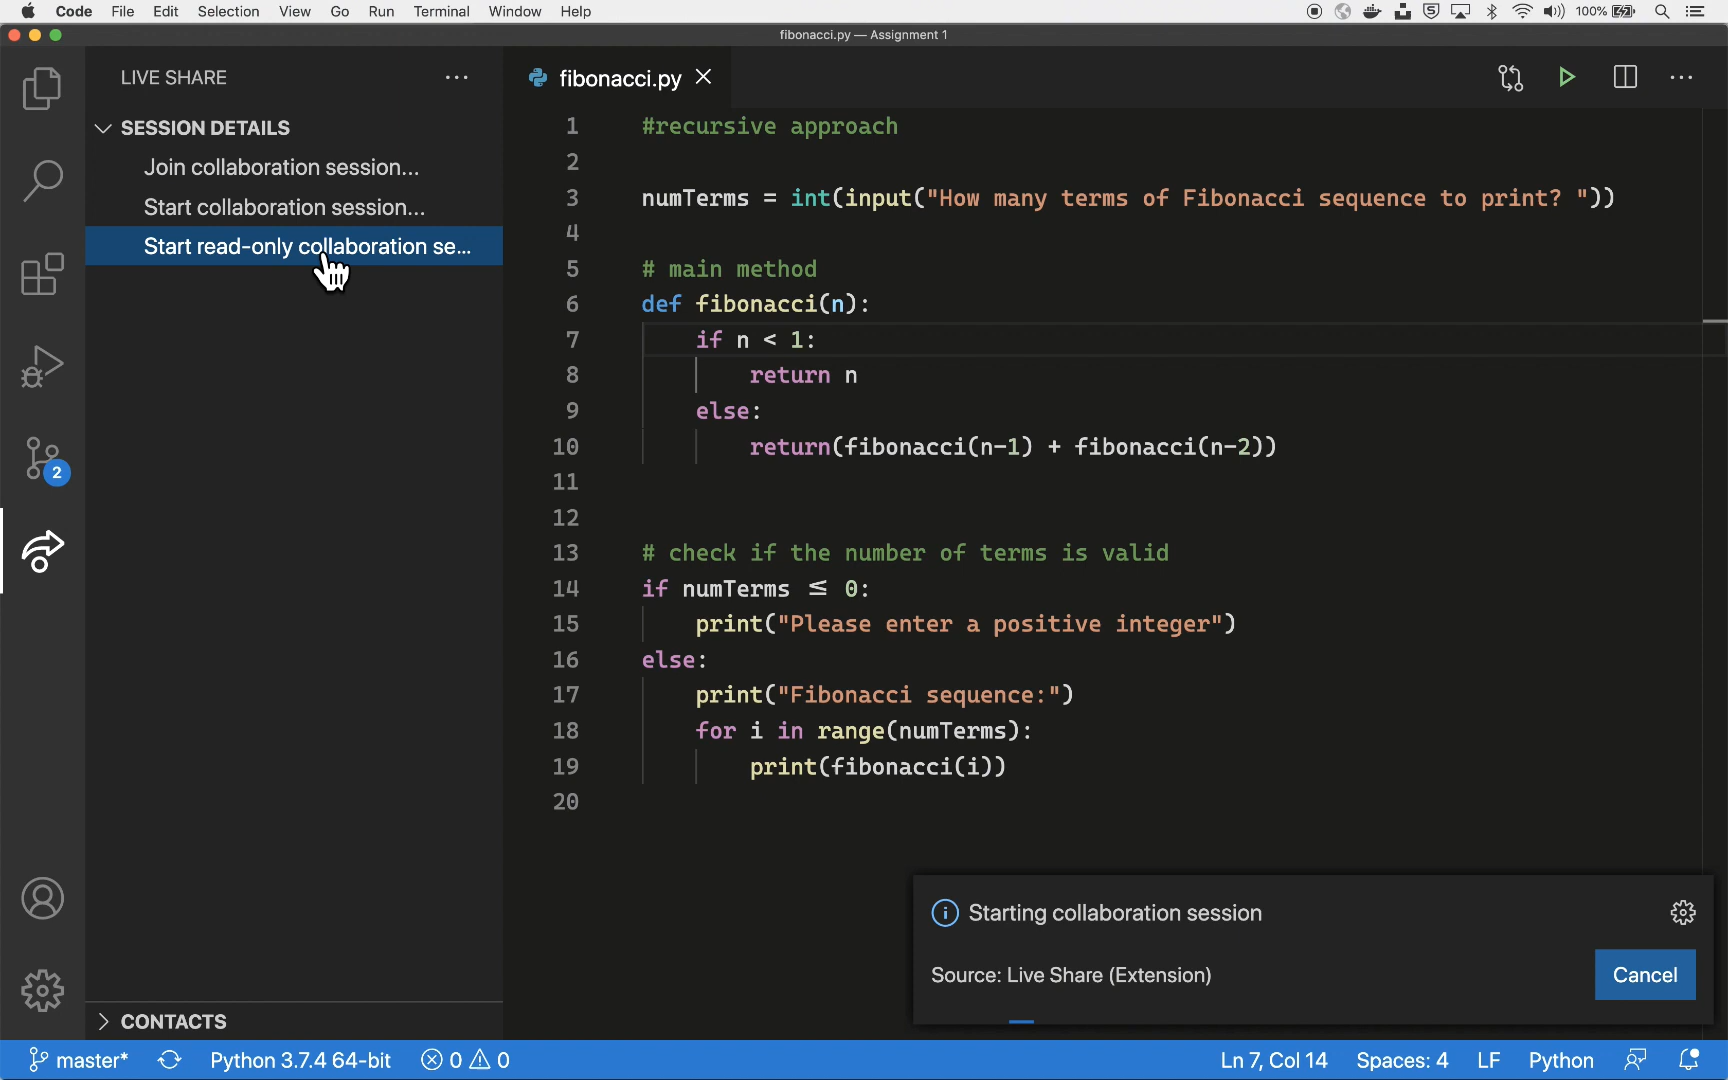 Code File Edit Selection View Go Run Terminal Window Help 100%
fibonacci.py — Assignment 1
LIVE SHARE
SESSION DETAILS
Join collaboration session...
Start collaboration session...
Start read-only collaboration se...
2
CONTACTS
fibonacci.py
1 #recursive approach
2
3 numTerms = int(input("How many terms of Fibonacci sequence to print? "))
4
5 # main method
6 def fibonacci(n):
7 if n < 1:
8 return n
9 else:
10 return(fibonacci(n-1) + fibonacci(n-2))
11
12
13 # check if the number of terms is valid
14 if numTerms ≤ 0:
15 print("Please enter a positive integer")
16 else:
17 print("Fibonacci sequence:")
18 for i in range(numTerms):
19 print(fibonacci(i))
20
Starting collaboration session
Source: Live Share (Extension)
Cancel
master* Python 3.7.4 64-bit 0 0 Ln 7, Col 14 Spaces: 4 LF Python